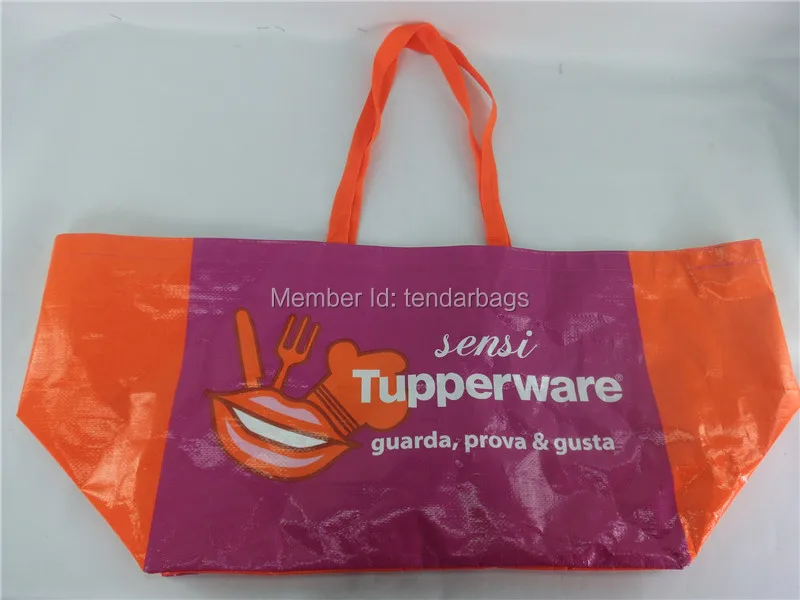 Member Id: tendarbags
sensi
Tupperware®
guarda, prova & gusta